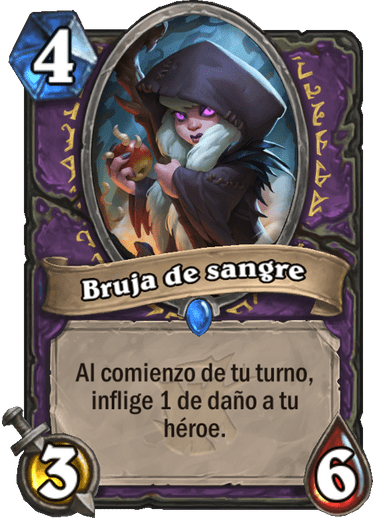 4
Bruja de sangre
Al comienzo de tu turno,
inflige 1 de daño a tu
héroe.
3
6